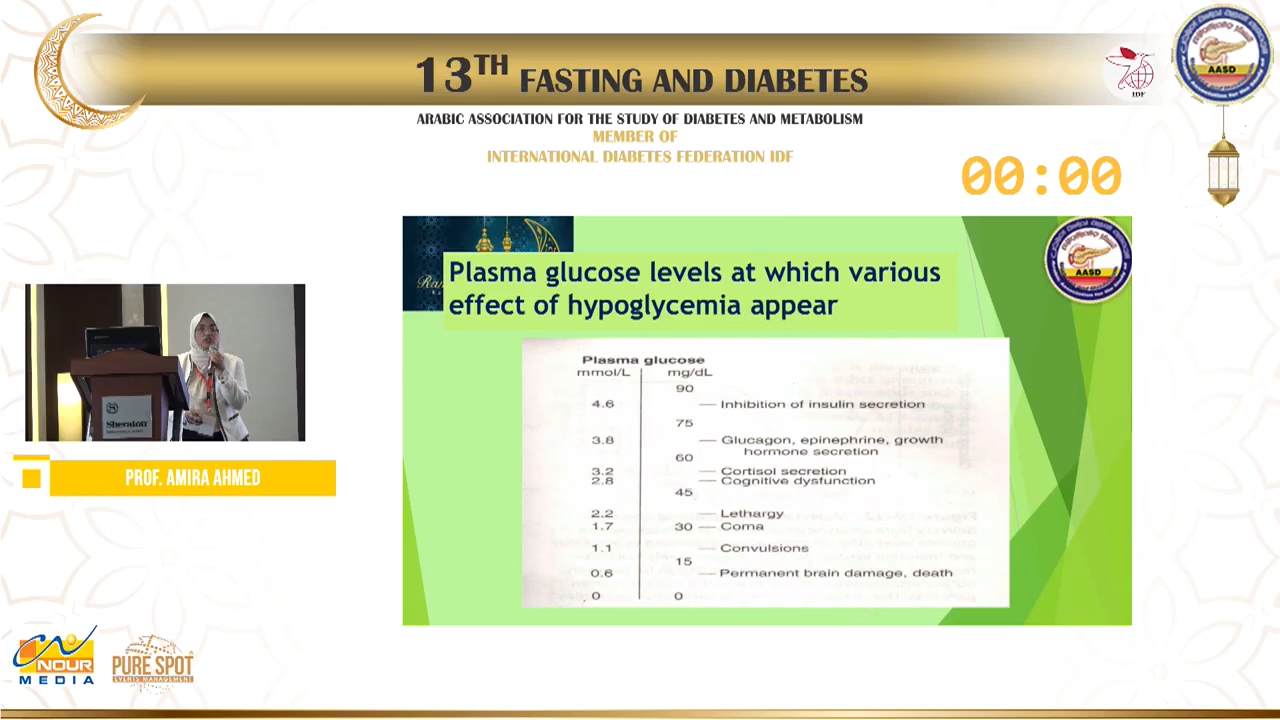 13TH FASTING AND DIABETES
ARABIC ASSOCIATION FOR THE STUDY OF DIABETES AND METABOLISM
MEMBER OF
INTERNATIONAL DIABETES FEDERATION IDF
IDF
AASD
00:00
AASD
Plasma glucose levels at which various
effect of hypoglycemia appear
Plasma glucose
mmol/L mg/dL
90
4.6 — Inhibition of insulin secretion
75
3.8 — Glucagon, epinephrine, growth
hormone secretion
60
3.2 — Cortisol secretion
2.8 — Cognitive dysfunction
45
2.2 — Lethargy
1.7 30 — Coma
1.1 — Convulsions
15
0.6 — Permanent brain damage, death
0 0
Sheraton
PROF. AMIRA AHMED
NOUR
MEDIA
PURE SPOT
EVENTS MANAGEMENT